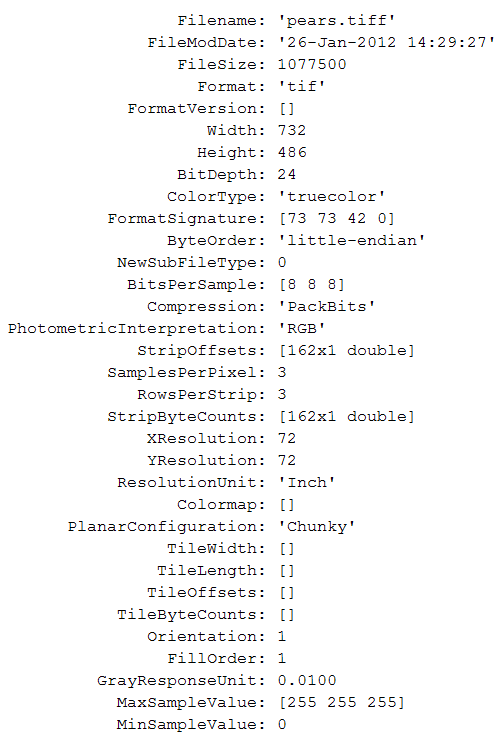 Filename: 'pears.tiff'
FileModDate: '26-Jan-2012 14:29:27'
FileSize: 1077500
Format: 'tif'
FormatVersion: []
Width: 732
Height: 486
BitDepth: 24
ColorType: 'truecolor'
FormatSignature: [73 73 42 0]
ByteOrder: 'little-endian'
NewSubFileType: 0
BitsPerSample: [8 8 8]
Compression: 'PackBits'
PhotometricInterpretation: 'RGB'
StripOffsets: [162x1 double]
SamplesPerPixel: 3
RowsPerStrip: 3
StripByteCounts: [162x1 double]
XResolution: 72
YResolution: 72
ResolutionUnit: 'Inch'
Colormap: []
PlanarConfiguration: 'Chunky'
TileWidth: []
TileLength: []
TileOffsets: []
TileByteCounts: []
Orientation: 1
FillOrder: 1
GrayResponseUnit: 0.0100
MaxSampleValue: [255 255 255]
MinSampleValue: 0